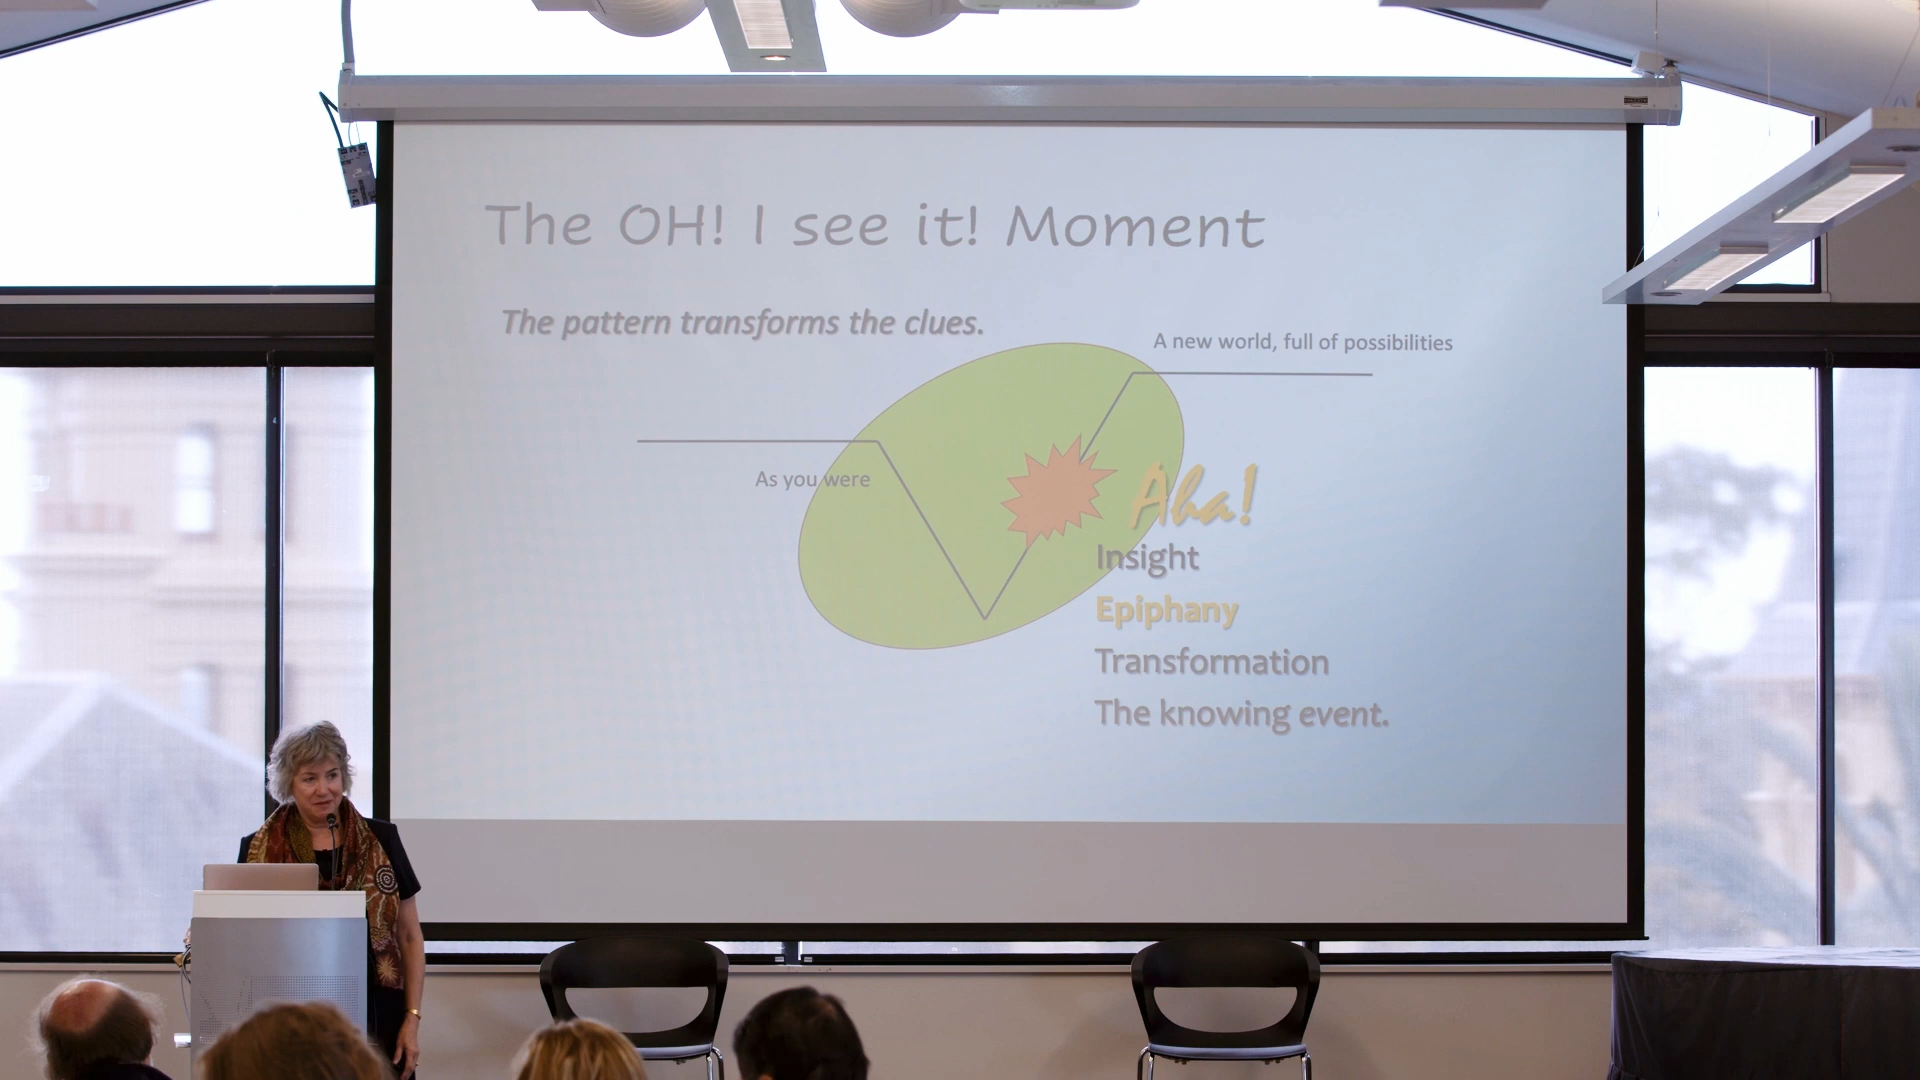 The OH! I see it! Moment
The pattern transforms the clues.
A new world, full of possibilities
As you were
Aha!
Insight
Epiphany
Transformation
The knowing event.